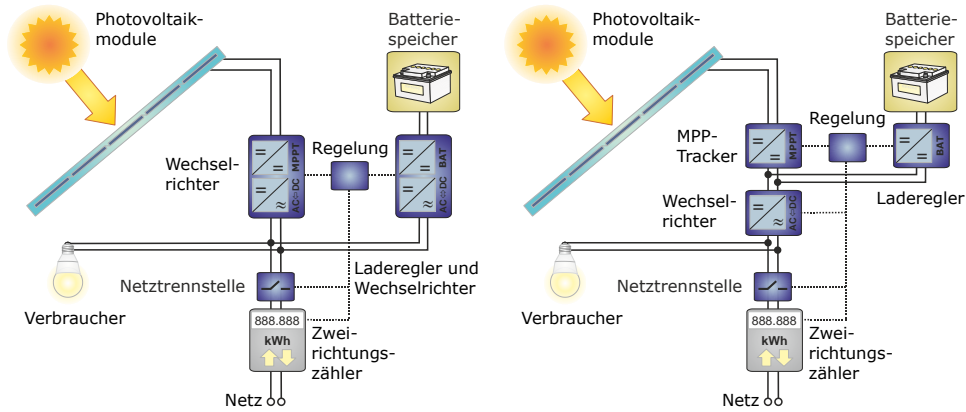 Photovoltaik-
module
Batterie-
speicher
Wechsel-
richter
MPPT
AC⇔DC
Regelung
BAT
AC⇔DC
Laderegler und
Wechselrichter
Netztrennstelle
Verbraucher
888.888
kWh
Zwei-
richtungs-
zähler
Netz
Photovoltaik-
module
Batterie-
speicher
MPP-
Tracker
MPPT
Regelung
BAT
Laderegler
Wechsel-
richter
AC⇔DC
Netztrennstelle
Verbraucher
888.888
kWh
Zwei-
richtungs-
zähler
Netz